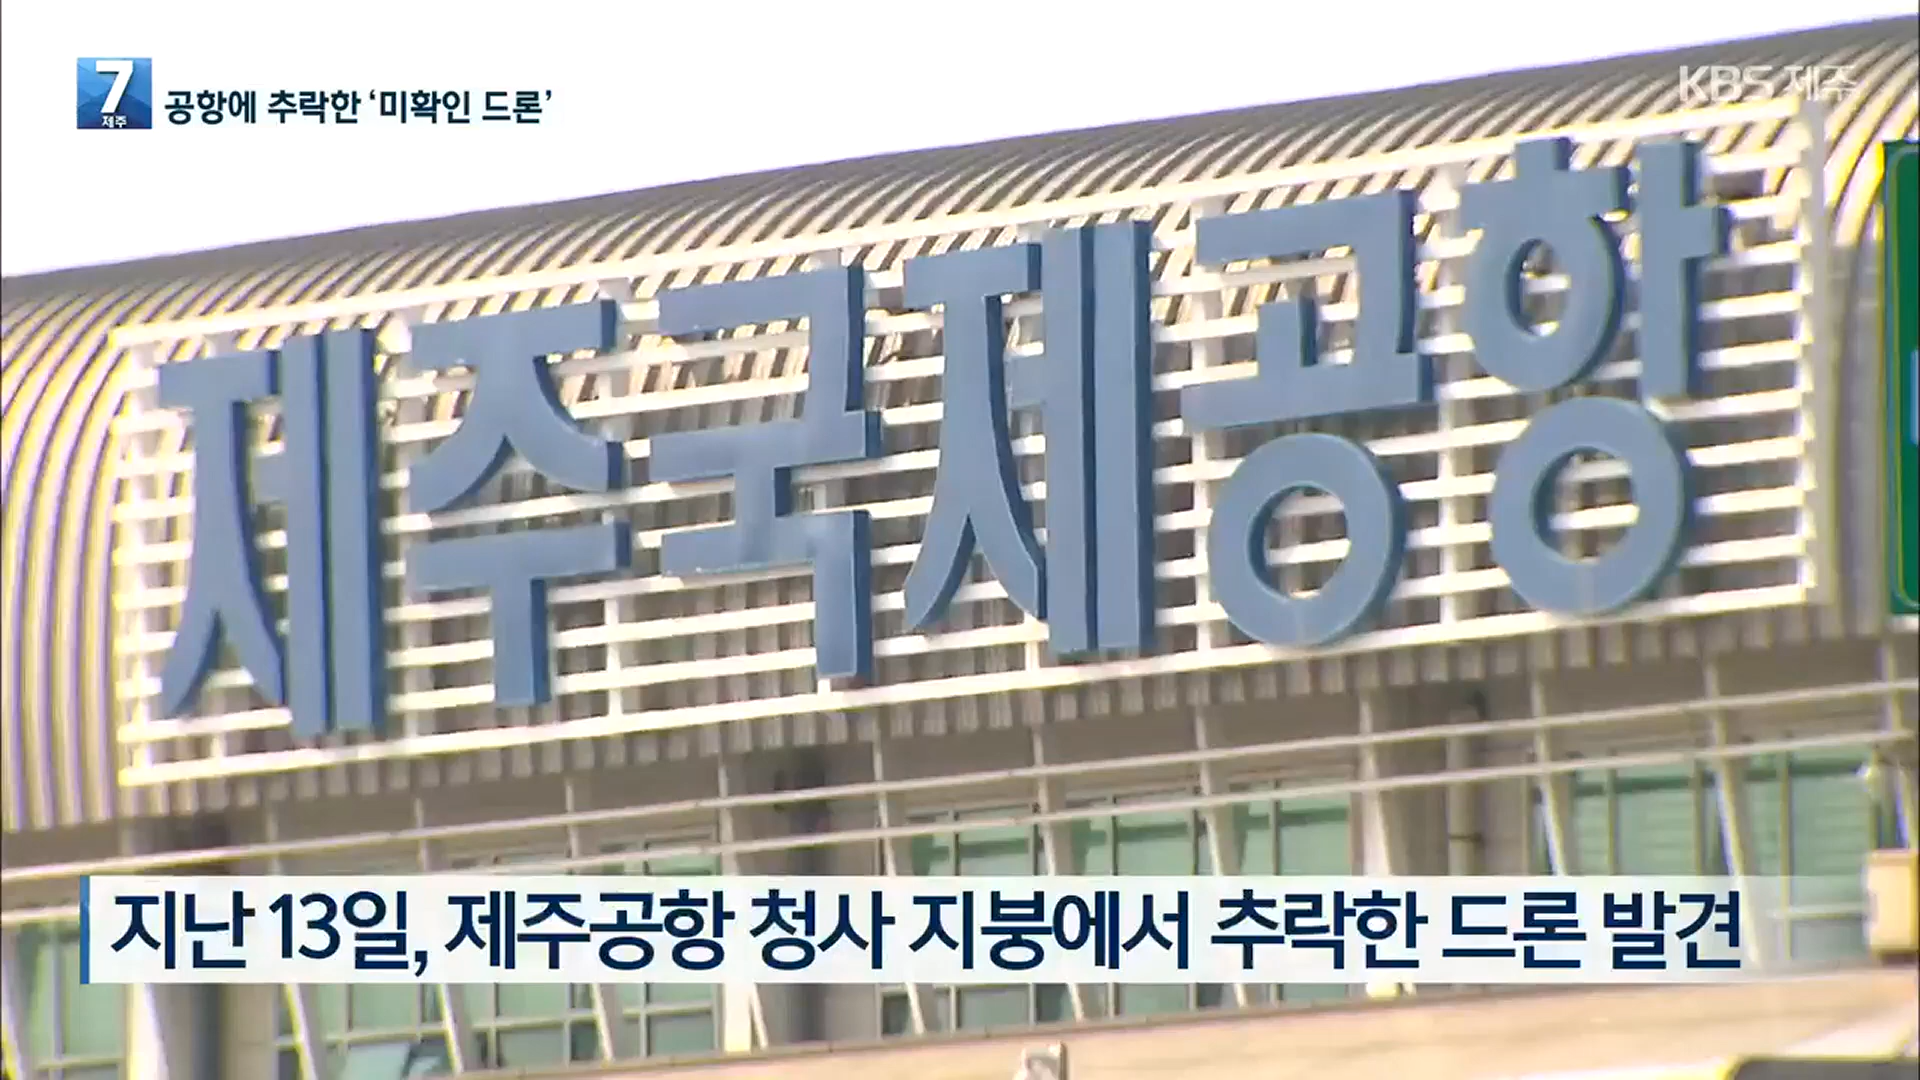 7
제주
공항에 추락한 ‘미확인 드론’
KBS 제주
제주국제공항
지난 13일, 제주공항 청사 지붕에서 추락한 드론 발견